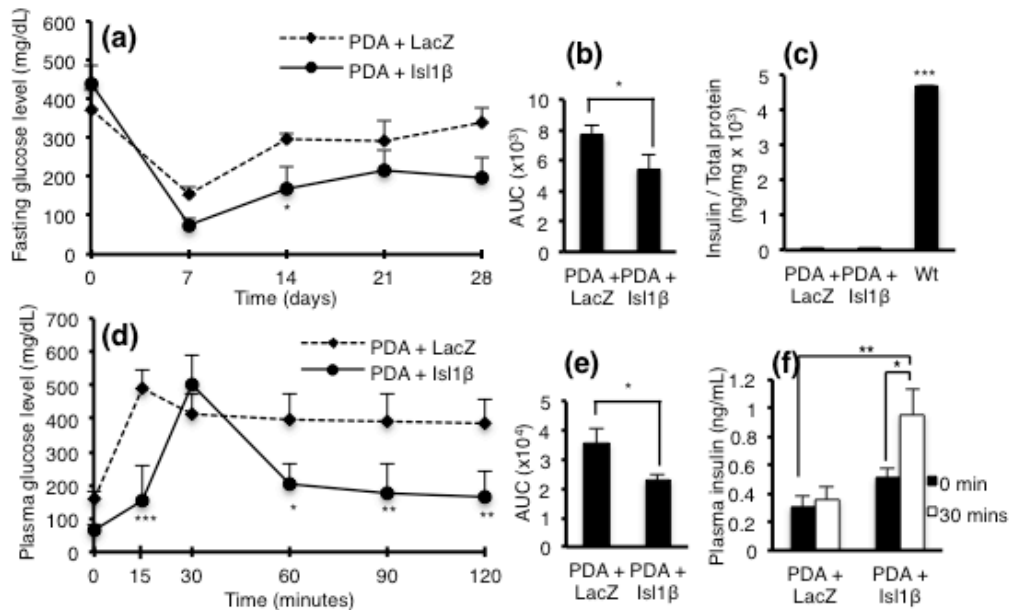 (a)
Fasting glucose level (mg/dL)
600
500
400
300
200
100
0
PDA + LacZ
PDA + Isl1β
*
0 7 14 21 28
Time (days)
(b)
AUC (x10³)
10
8
6
4
2
0
*
PDA + PDA +
LacZ Isl1β
(c)
Insulin / Total protein
(ng/mg x 10³)
5
4
3
2
1
0
***
PDA + PDA + Wt
LacZ Isl1β
(d)
Plasma glucose level (mg/dL)
700
600
500
400
300
200
100
0
PDA + LacZ
PDA + Isl1β
*
***
*
**
**
0 15 30 60 90 120
Time (minutes)
(e)
AUC (x10⁴)
5
4
3
2
1
0
*
PDA + PDA +
LacZ Isl1β
(f)
Plasma insulin (ng/mL)
1.2
1
0.8
0.6
0.4
0.2
0
**
*
0 min
30 mins
PDA + PDA +
LacZ Isl1β